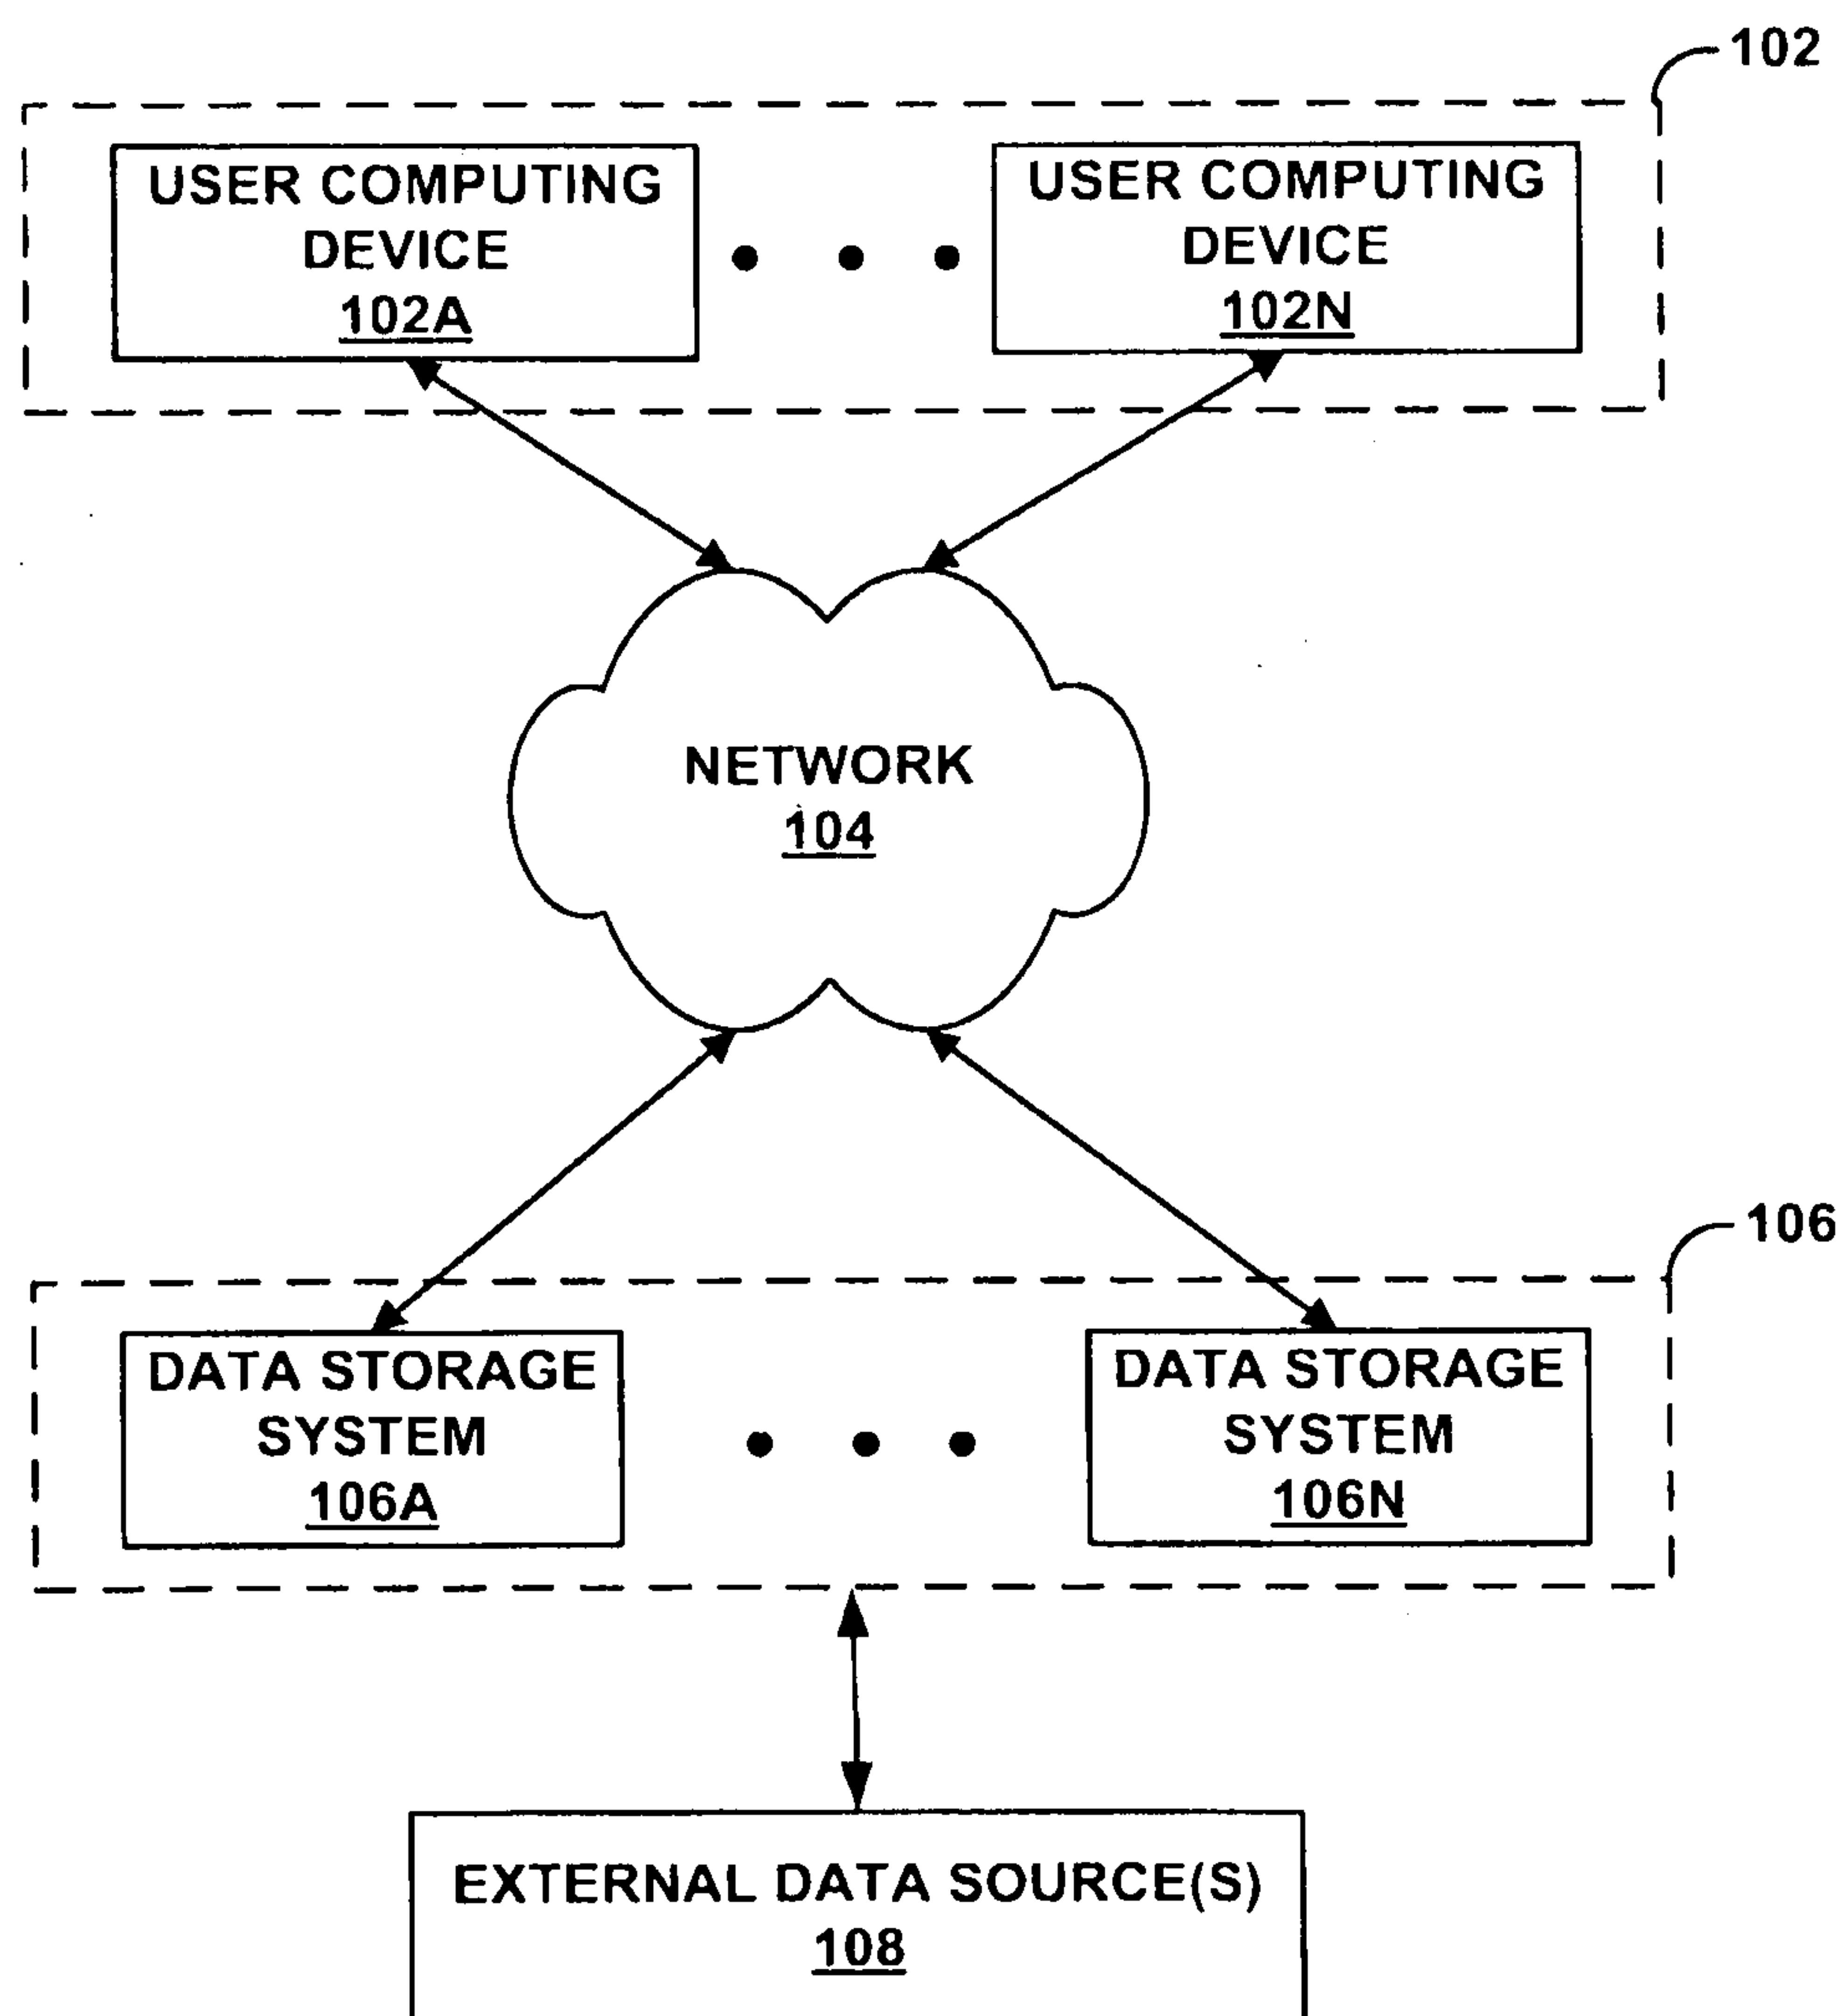 102
USER COMPUTING
DEVICE
102A
USER COMPUTING
DEVICE
102N
NETWORK
104
106
DATA STORAGE
SYSTEM
106A
DATA STORAGE
SYSTEM
106N
EXTERNAL DATA SOURCE(S)
108